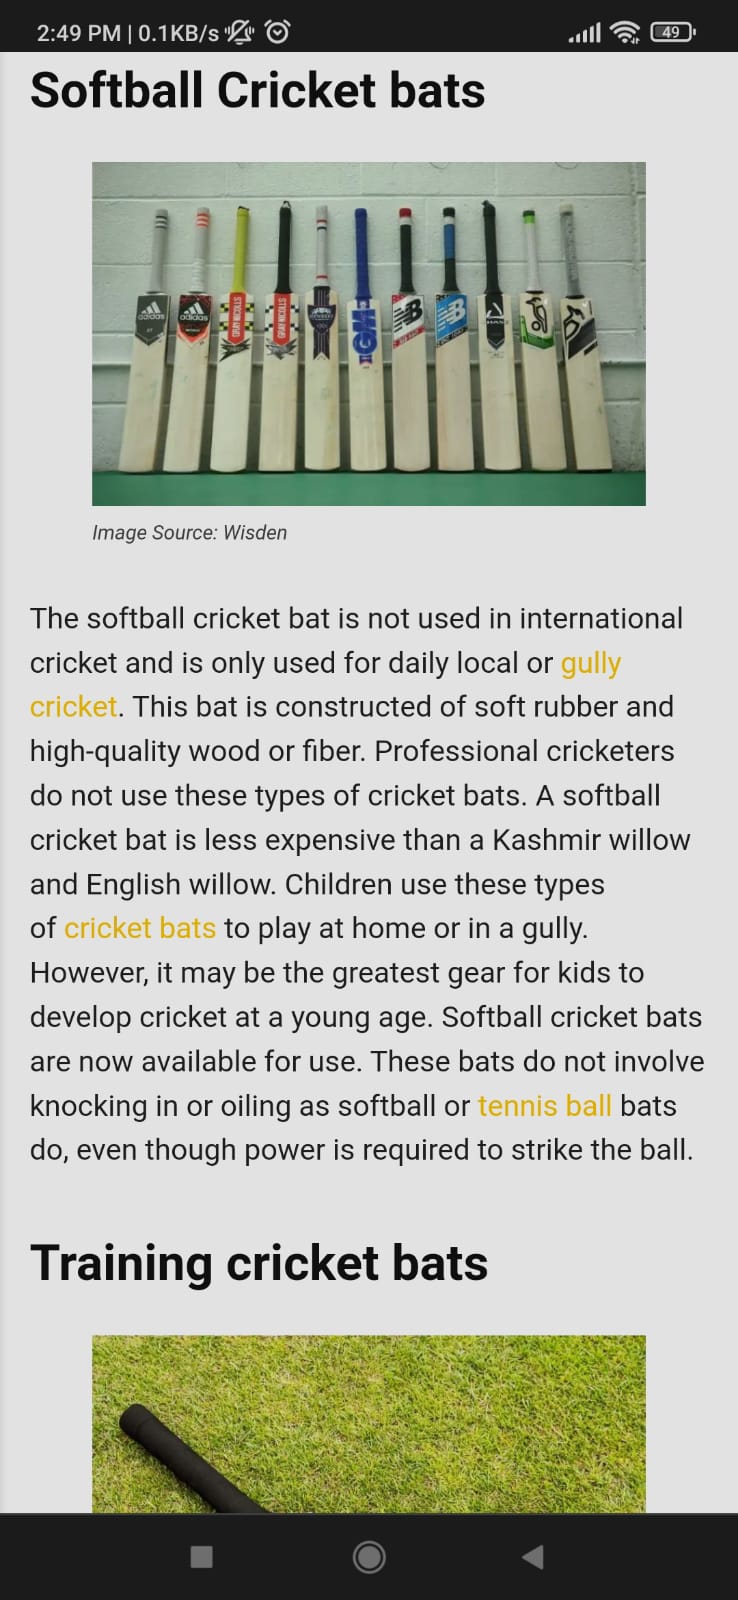 2:49 PM | 0.1KB/s
49
Softball Cricket bats
adidas
adidas
GRAY-NICOLLS
GRAY-NICOLLS
GM
NB
NB
Image Source: Wisden
The softball cricket bat is not used in international
cricket and is only used for daily local or gully
cricket. This bat is constructed of soft rubber and
high-quality wood or fiber. Professional cricketers
do not use these types of cricket bats. A softball
cricket bat is less expensive than a Kashmir willow
and English willow. Children use these types
of cricket bats to play at home or in a gully.
However, it may be the greatest gear for kids to
develop cricket at a young age. Softball cricket bats
are now available for use. These bats do not involve
knocking in or oiling as softball or tennis ball bats
do, even though power is required to strike the ball.
Training cricket bats